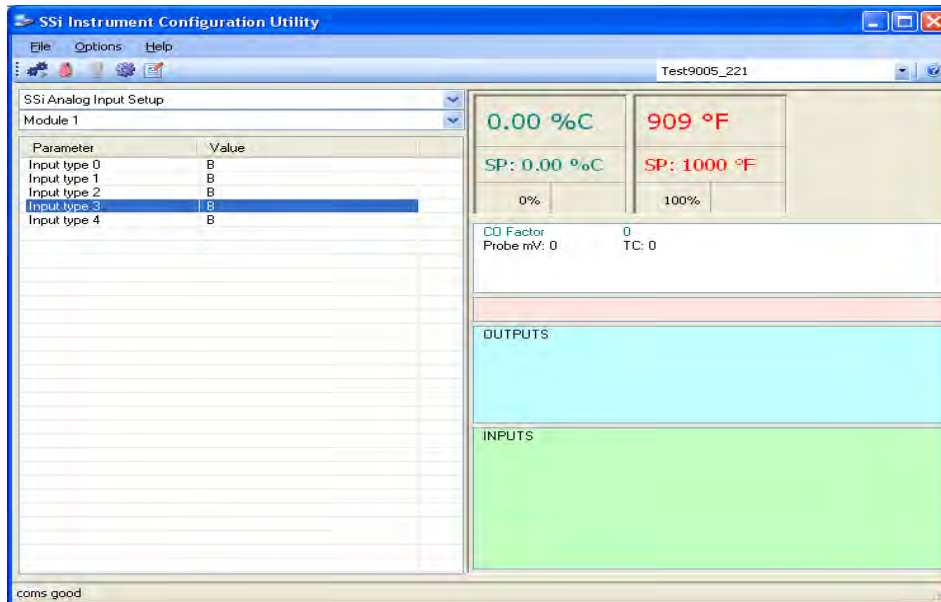 SSi Instrument Configuration Utility
File Options Help
Test9005_221
SSi Analog Input Setup
Module 1
Parameter Value
Input type 0 B
Input type 1 B
Input type 2 B
Input type 3 B
Input type 4 B
0.00 %C
SP: 0.00 %C
0%
909 °F
SP: 1000 °F
100%
CO Factor 0
Probe mV: 0 TC: 0
OUTPUTS
INPUTS
coms good